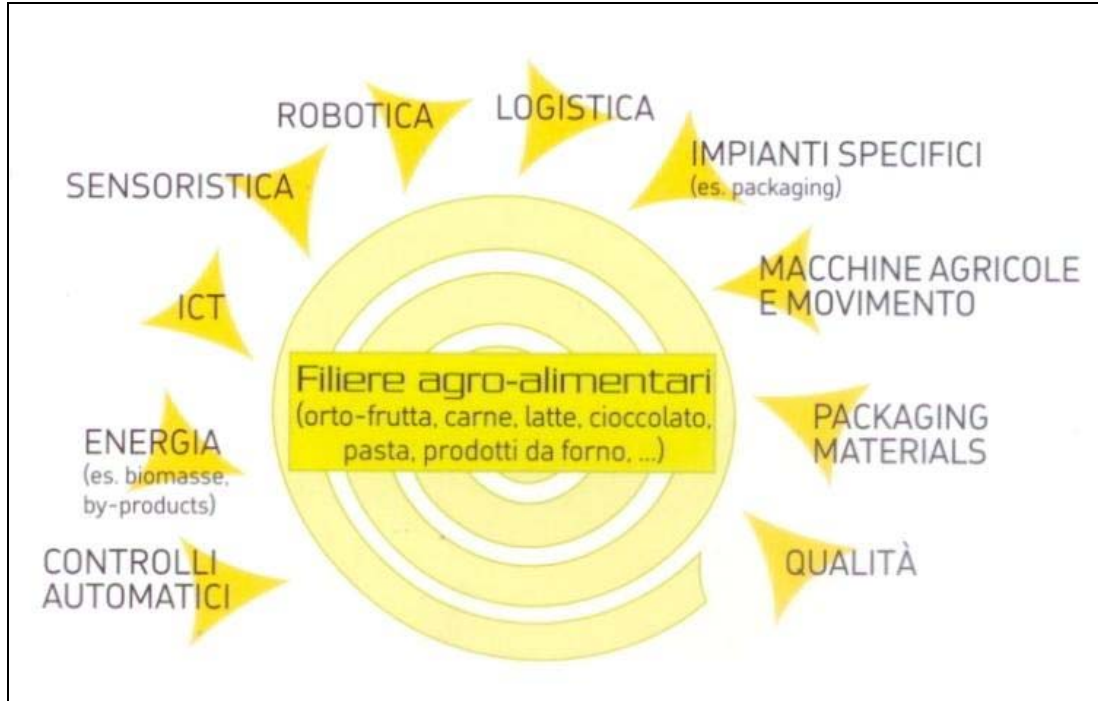 ROBOTICA
LOGISTICA
SENSORISTICA
IMPIANTI SPECIFICI
(es. packaging)
ICT
MACCHINE AGRICOLE
E MOVIMENTO
Filiere agro-alimentari
(orto-frutta, carne, latte, cioccolato,
pasta, prodotti da forno, ...)
ENERGIA
(es. biomasse,
by-products)
PACKAGING
MATERIALS
CONTROLLI
AUTOMATICI
QUALITÀ